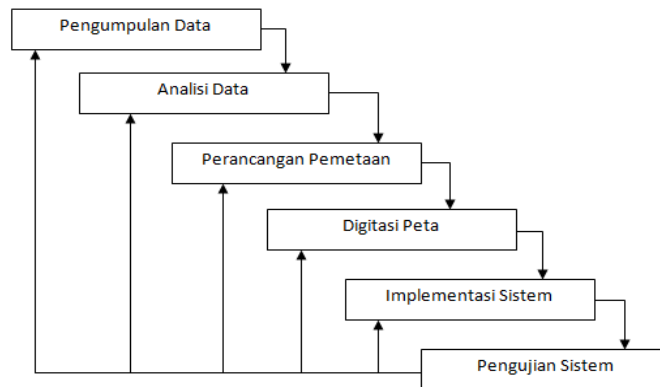 Pengumpulan Data
Analisi Data
Perancangan Pemetaan
Digitasi Peta
Implementasi Sistem
Pengujian Sistem